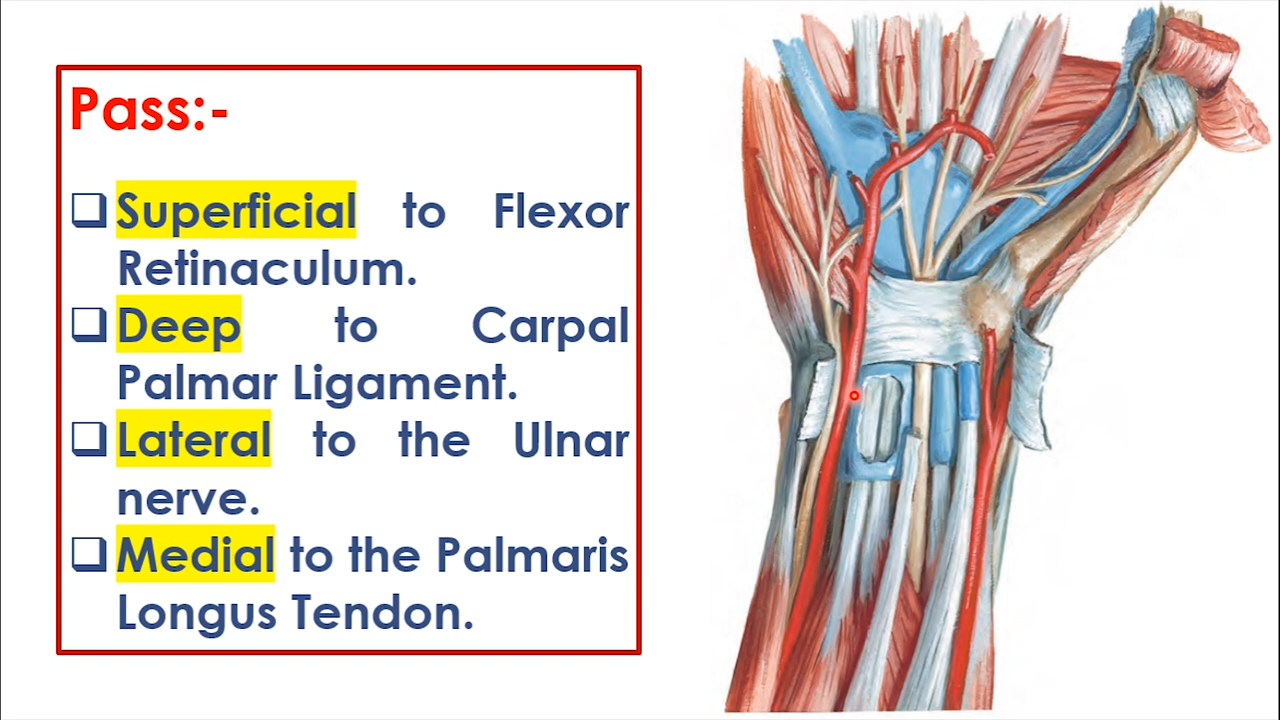 Pass:-
Superficial to Flexor
Retinaculum.
Deep to Carpal
Palmar Ligament.
Lateral to the Ulnar
nerve.
Medial to the Palmaris
Longus Tendon.